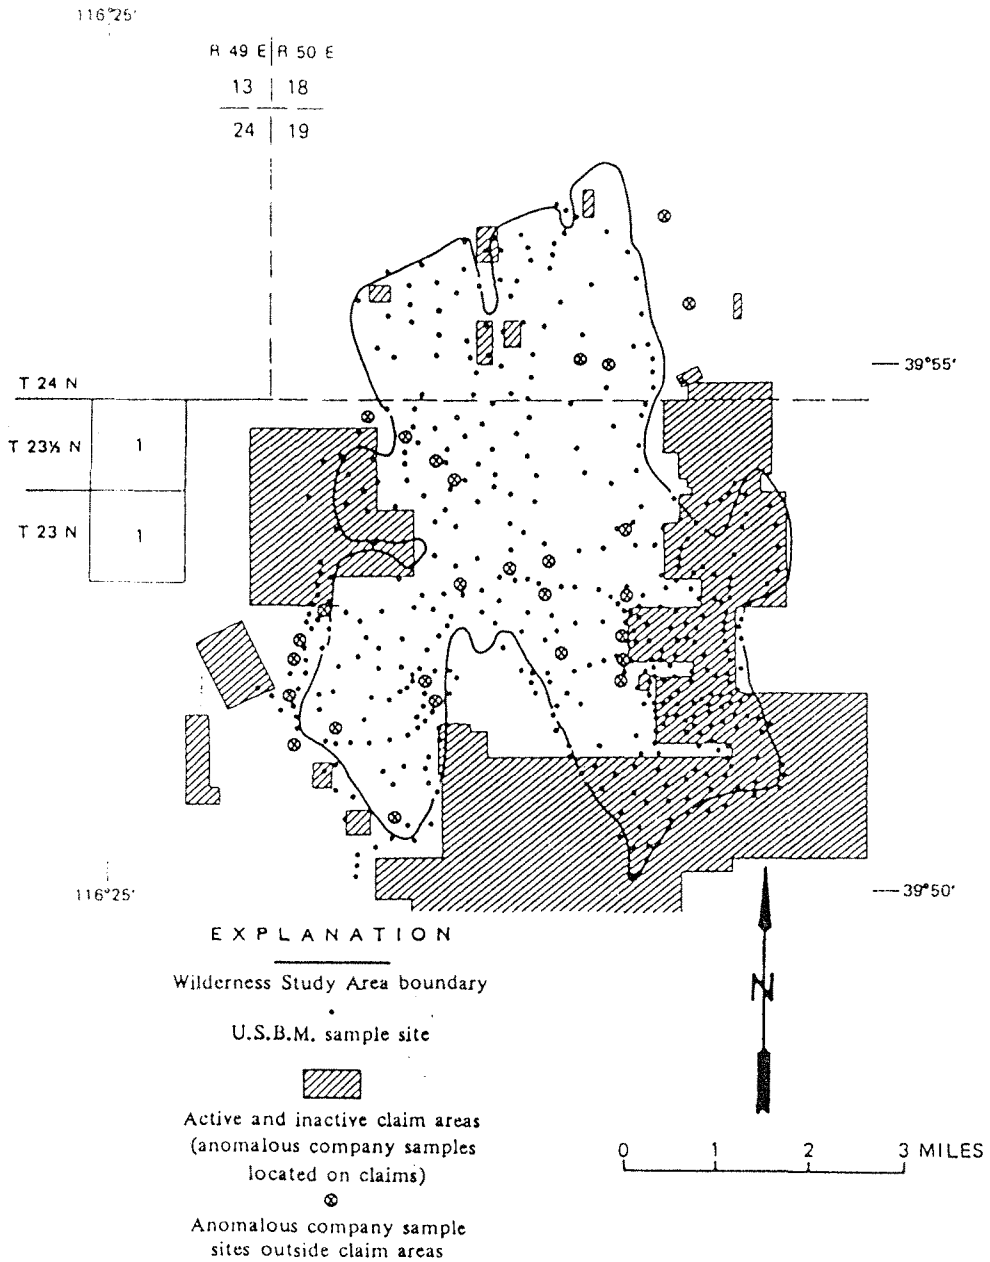 116°25'
R 49 E R 50 E
13 18
24 19
39°55'
T 24 N
T 23½ N 1
T 23 N 1
116°25'
39°50'
EXPLANATION
Wilderness Study Area boundary
U.S.B.M. sample site
N
Active and inactive claim areas
(anomalous company samples
located on claims)
0 1 2 3 MILES
Anomalous company sample
sites outside claim areas